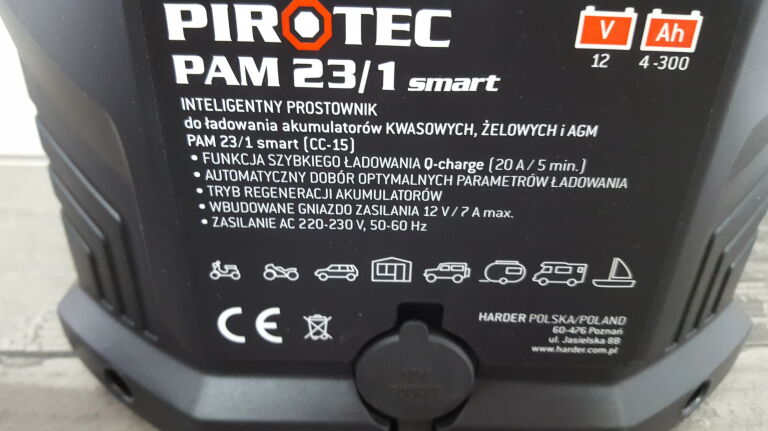 PIROTEC
V
Ah
12
4-300
PAM 23/1 smart
INTELIGENTNY PROSTOWNIK
do ładowania akumulatorów KWASOWYCH, ŻELOWYCH i AGM
PAM 23/1 smart (CC-15)
• FUNKCJA SZYBKIEGO ŁADOWANIA Q-charge (20 A / 5 min.)
• AUTOMATYCZNY DOBÓR OPTYMALNYCH PARAMETRÓW ŁADOWANIA
• TRYB REGENERACJI AKUMULATORÓW
• WBUDOWANE GNIAZDO ZASILANIA 12 V / 7 A max.
• ZASILANIE AC 220-230 V, 50-60 Hz
CE
HARDER POLSKA/POLAND
60-476 Poznań
ul. Jasielska 8B
www.harder.com.pl
12V